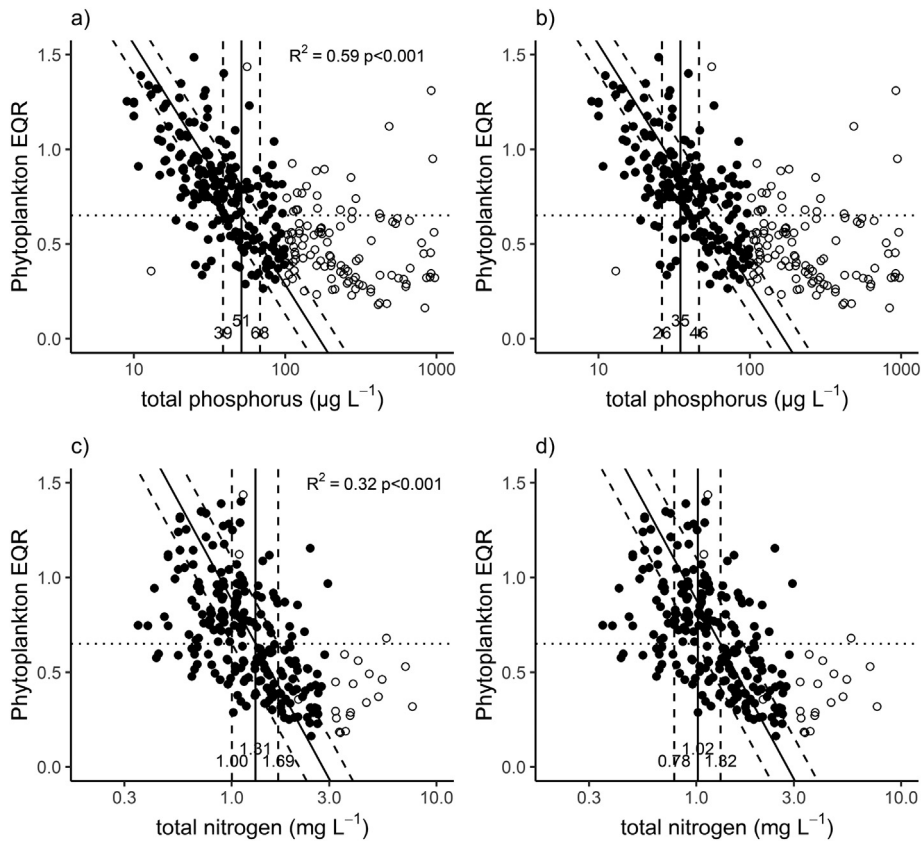 a)
R² = 0.59 p<0.001
Phytoplankton EQR
1.5
1.0
0.5
0.0
39 51 68
10 100 1000
total phosphorus (µg L⁻¹)
b)
Phytoplankton EQR
1.5
1.0
0.5
0.0
26 35 46
10 100 1000
total phosphorus (µg L⁻¹)
c)
R² = 0.32 p<0.001
Phytoplankton EQR
1.5
1.0
0.5
0.0
1.00 1.31 1.69
0.3 1.0 3.0 10.0
total nitrogen (mg L⁻¹)
d)
Phytoplankton EQR
1.5
1.0
0.5
0.0
0.78 1.02 1.32
0.3 1.0 3.0 10.0
total nitrogen (mg L⁻¹)